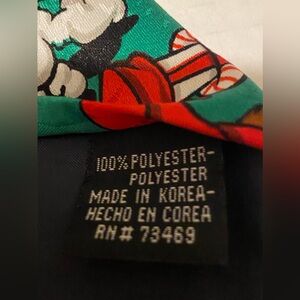 100% POLYESTER-
POLYESTER
MADE IN KOREA-
HECHO EN COREA
RN# 73469